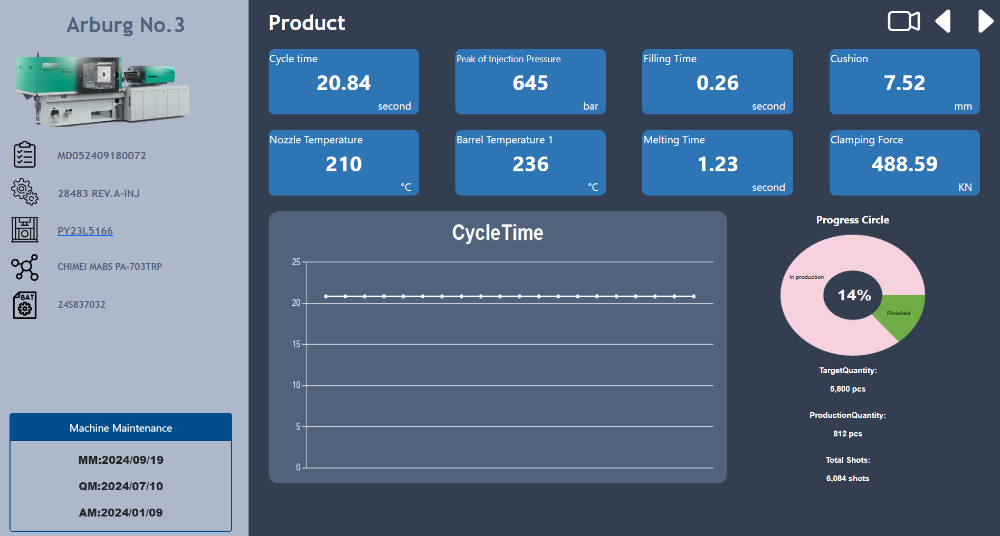 Arburg No.3
ARBURG
MD052409180072
28483 REV.A-INJ
PY23L5166
CHIMEI MABS PA-703TRP
BAT
24S837032
Machine Maintenance
MM:2024/09/19
QM:2024/07/10
AM:2024/01/09
Product
Cycle time
20.84
second
Peak of Injection Pressure
645
bar
Filling Time
0.26
second
Cushion
7.52
mm
Nozzle Temperature
210
°C
Barrel Temperature 1
236
°C
Melting Time
1.23
second
Clamping Force
488.59
KN
CycleTime
25
20
15
10
5
0
Progress Circle
In production
14%
Finished
TargetQuantity:
5,800 pcs
ProductionQuantity:
812 pcs
Total Shots:
6,084 shots